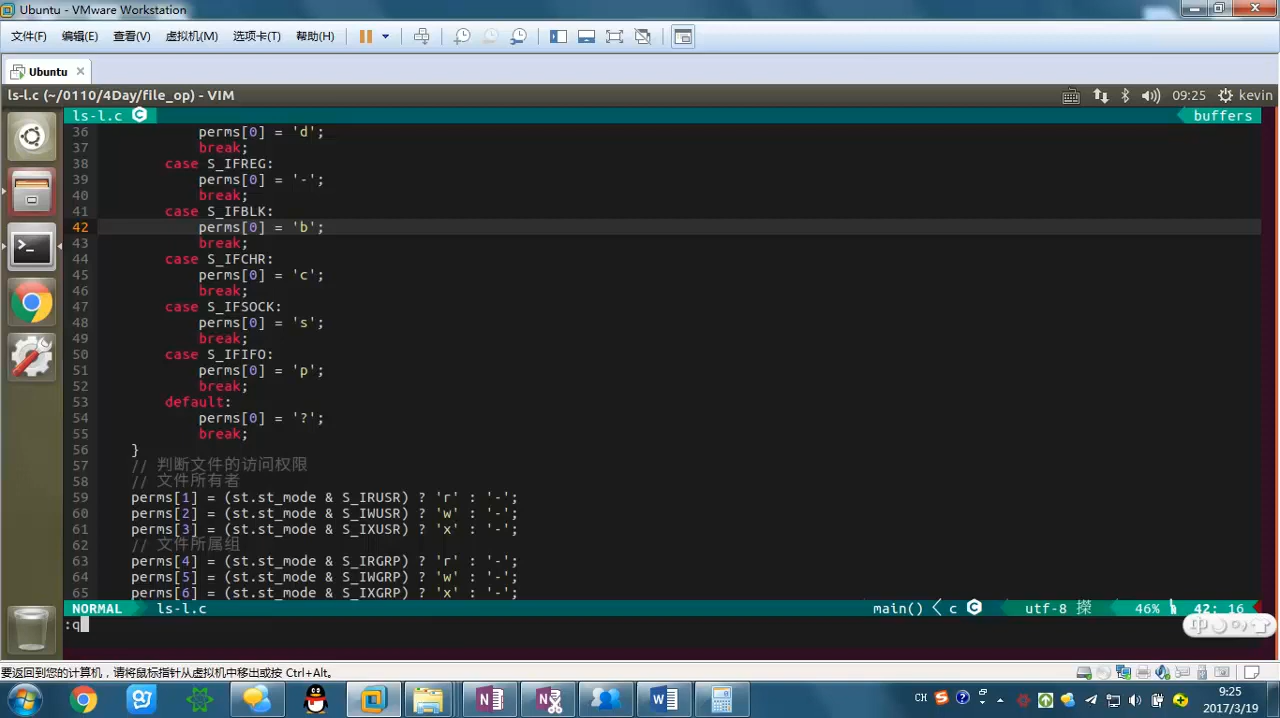 Ubuntu - VMware Workstation
文件(F) 编辑(E) 查看(V) 虚拟机(M) 选项卡(T) 帮助(H)
Ubuntu
ls-l.c (~/0110/4Day/file_op) - VIM 09:25 kevin
ls-l.c buffers
36 perms[0] = 'd';
37 break;
38 case S_IFREG:
39 perms[0] = '-';
40 break;
41 case S_IFBLK:
42 perms[0] = 'b';
43 break;
44 case S_IFCHR:
45 perms[0] = 'c';
46 break;
47 case S_IFSOCK:
48 perms[0] = 's';
49 break;
50 case S_IFIFO:
51 perms[0] = 'p';
52 break;
53 default:
54 perms[0] = '?';
55 break;
56 }
57 // 判断文件的访问权限
58 // 文件所有者
59 perms[1] = (st.st_mode & S_IRUSR) ? 'r' : '-';
60 perms[2] = (st.st_mode & S_IWUSR) ? 'w' : '-';
61 perms[3] = (st.st_mode & S_IXUSR) ? 'x' : '-';
62 // 文件所属组
63 perms[4] = (st.st_mode & S_IRGRP) ? 'r' : '-';
64 perms[5] = (st.st_mode & S_IWGRP) ? 'w' : '-';
65 perms[6] = (st.st_mode & S_IXGRP) ? 'x' : '-';
NORMAL ls-l.c main() c utf-8 46% 42: 16
:q
中
要返回到您的计算机，请将鼠标指针从虚拟机中移出或按 Ctrl+Alt。
CH 9:25
2017/3/19